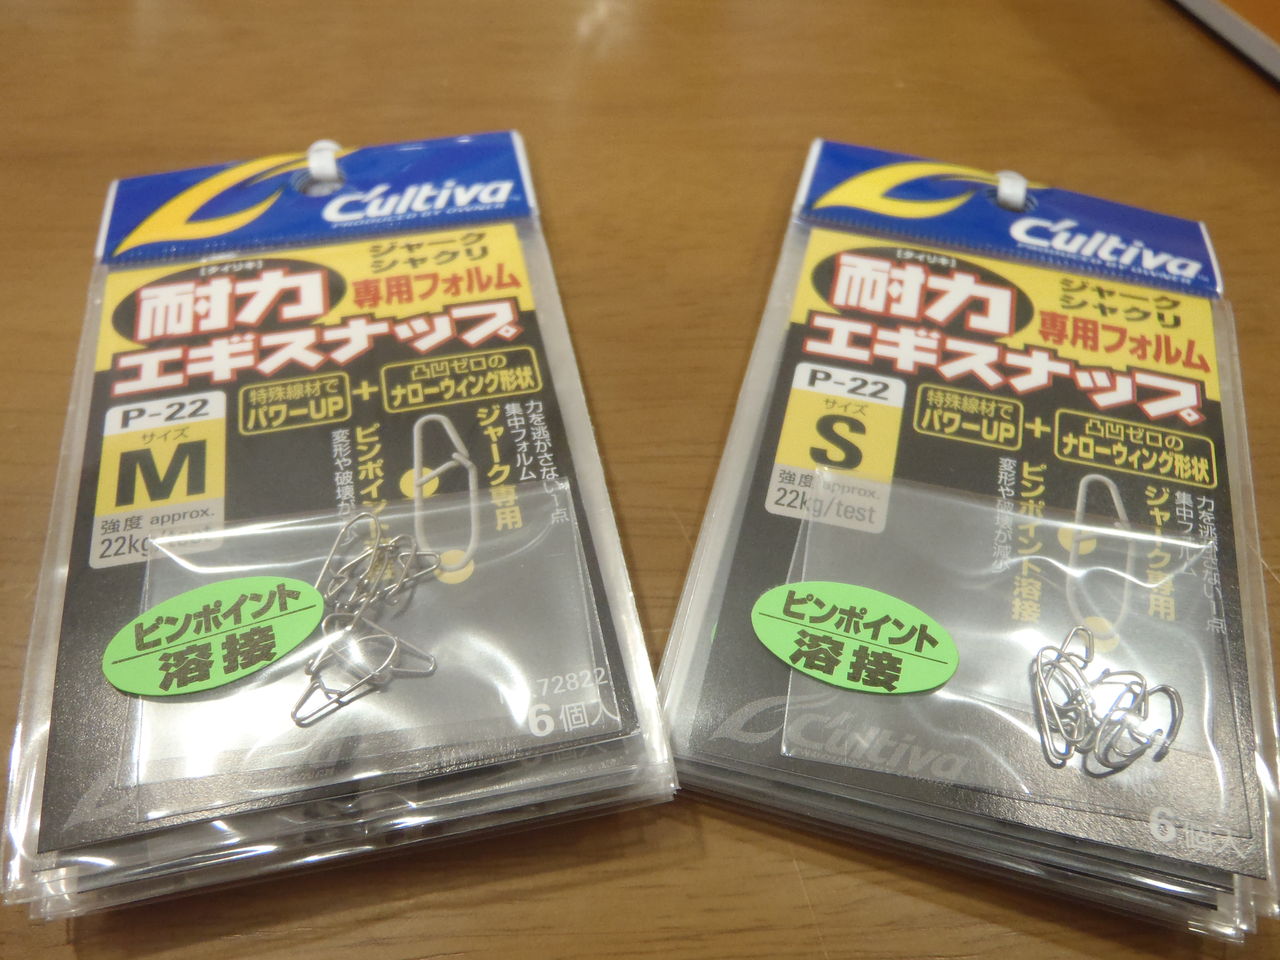 Cultiva
PRODUCED BY OWNER
ジャーク
シャクリ
専用フォルム
[タイリキ]
耐力
エギスナップ
P-22
サイズ
M
強度 approx.
22kg/test
特殊線材で
パワーUP
+
凸凹ゼロの
ナローウィング形状
力を逃がさない1点
集中フォルム
ジャーク専用
ピンポイント
変形や破壊が
ピンポイント
溶接
72822
6個入
Cultiva
PRODUCED BY OWNER
ジャーク
シャクリ
専用フォルム
[タイリキ]
耐力
エギスナップ
P-22
サイズ
S
強度 approx.
22kg/test
特殊線材で
パワーUP
+
凸凹ゼロの
ナローウィング形状
力を逃がさない1点
集中フォルム
ジャーク専用
ピンポイント溶接
変形や破壊が減少
ピンポイント
溶接
Cultiva
6個入